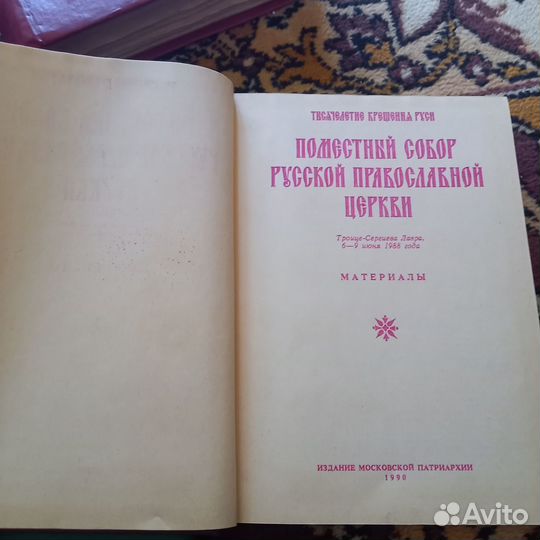 ТИСЯЧЕЛЕТИЕ КРЕЩЕНИЯ РУСИ
ПОМЕСТНЫЙ СОБОР
РУССКОЙ ПРАВОСЛАВНОЙ
ЦЕРКВИ
Троице-Сергиева Лавра,
6—9 июня 1988 года
МАТЕРИАЛЫ
ИЗДАНИЕ МОСКОВСКОЙ ПАТРИАРХИИ
1990
Avito